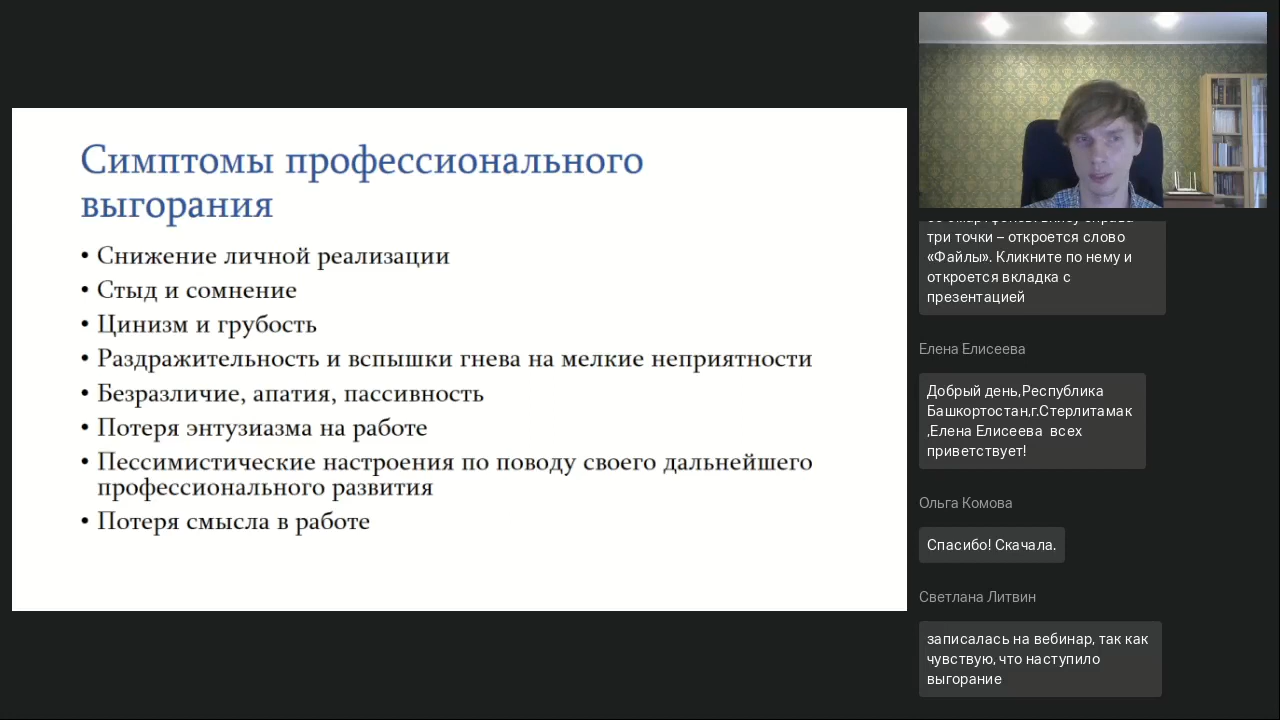 Симптомы профессионального
выгорания
• Снижение личной реализации
• Стыд и сомнение
• Цинизм и грубость
• Раздражительность и вспышки гнева на мелкие неприятности
• Безразличие, апатия, пассивность
• Потеря энтузиазма на работе
• Пессимистические настроения по поводу своего дальнейшего
профессионального развития
• Потеря смысла в работе
три точки – откроется слово
«Файлы». Кликните по нему и
откроется вкладка с
презентацией
Елена Елисеева
Добрый день,Республика
Башкортостан,г.Стерлитамак
,Елена Елисеева всех
приветствует!
Ольга Комова
Спасибо! Скачала.
Светлана Литвин
записалась на вебинар, так как
чувствую, что наступило
выгорание